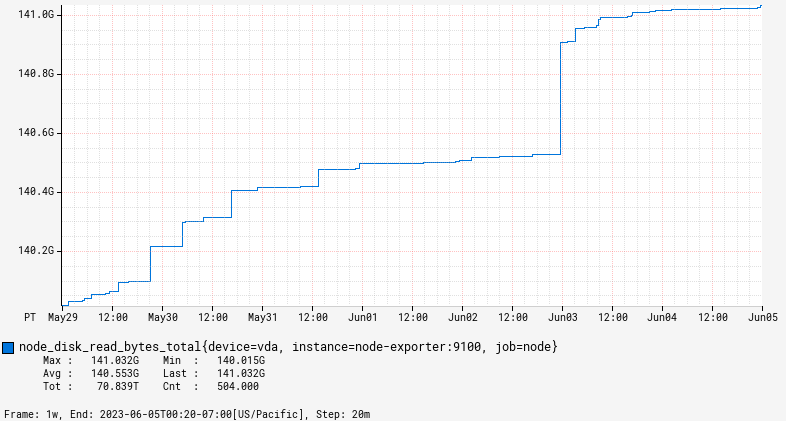 141.0G
140.8G
140.6G
140.4G
140.2G
PT May29 12:00 May30 12:00 May31 12:00 Jun01 12:00 Jun02 12:00 Jun03 12:00 Jun04 12:00 Jun05
node_disk_read_bytes_total{device=vda, instance=node-exporter:9100, job=node}
Max : 141.032G Min : 140.015G
Avg : 140.553G Last : 141.032G
Tot : 70.839T Cnt : 504.000
Frame: 1w, End: 2023-06-05T00:20-07:00[US/Pacific], Step: 20m